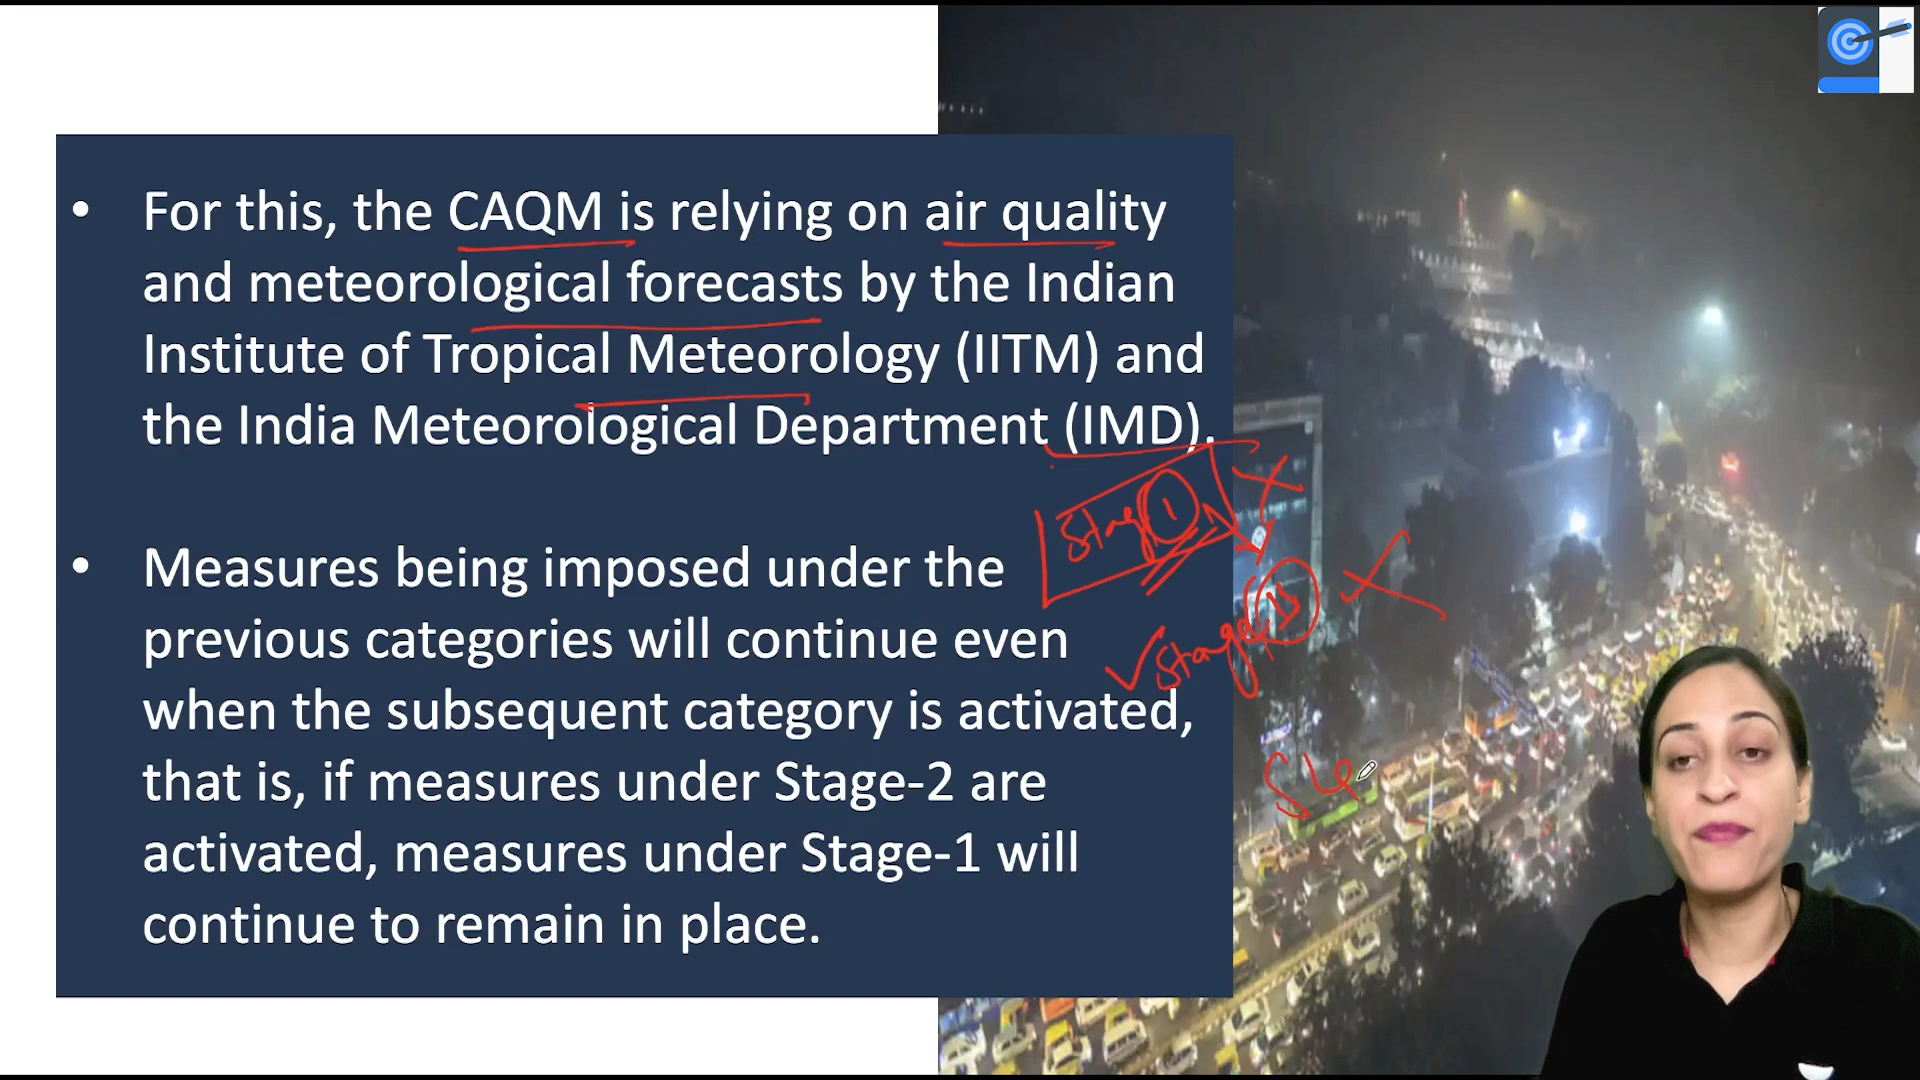 • For this, the CAQM is relying on air quality
and meteorological forecasts by the Indian
Institute of Tropical Meteorology (IITM) and
the India Meteorological Department (IMD).
Stage 1
• Measures being imposed under the
previous categories will continue even
Stage
when the subsequent category is activated,
that is, if measures under Stage-2 are
activated, measures under Stage-1 will
continue to remain in place.